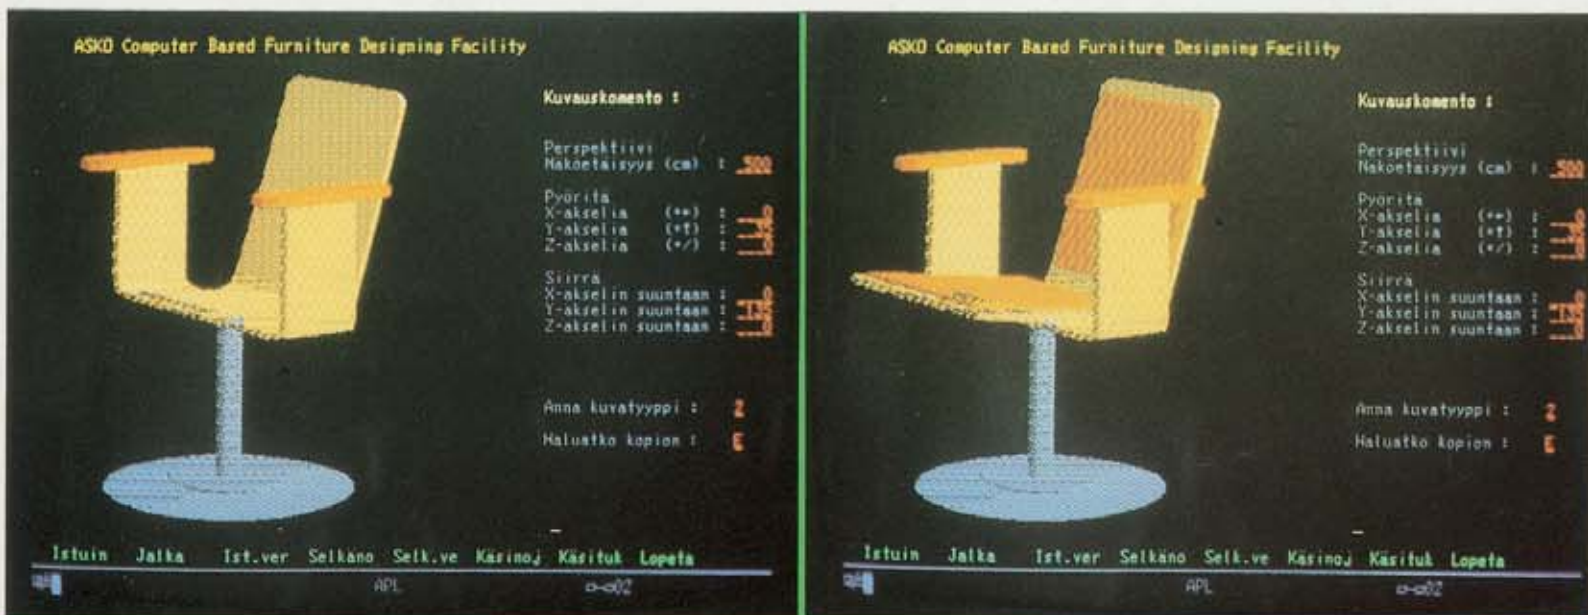 ASKO Computer Based Furniture Designing Facility
Kuvauskomento :
Perspektiivi
Näköetäisyys (cm) : 500
Pyöritä
X-akselia (→)
Y-akselia (↑) :
Z-akselia (/) :
Siirrä
X-akselin suuntaan :
Y-akselin suuntaan :
Z-akselin suuntaan :
Anna kuvatyyppi : 2
Haluatko kopion : E
Istuin Jalka Ist.ver Selkäno Selk.ve Käsinoj Käsituk Lopeta
APL
ASKO Computer Based Furniture Designing Facility
Kuvauskomento :
Perspektiivi
Näköetäisyys (cm) : 500
Pyöritä
X-akselia (→) :
Y-akselia (↑) :
Z-akselia (/) :
Siirrä
X-akselin suuntaan :
Y-akselin suuntaan :
Z-akselin suuntaan :
Anna kuvatyyppi : 2
Haluatko kopion : E
Istuin Jalka Ist.ver Selkäno Selk.ve Käsinoj Käsituk Lopeta
APL